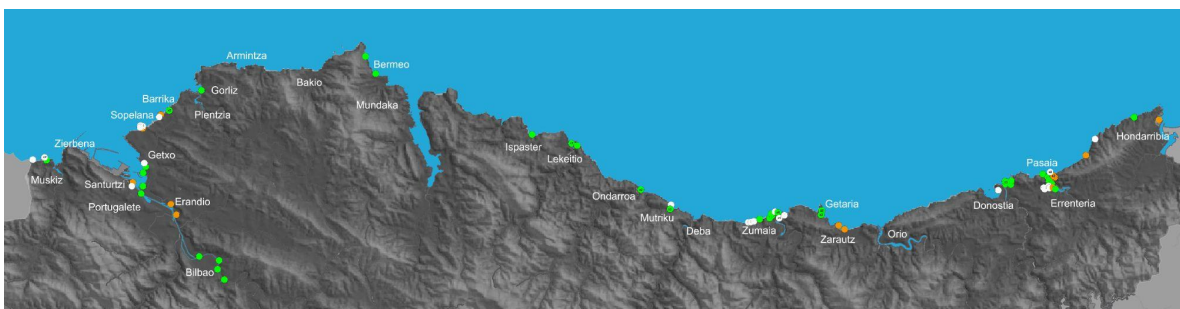 Armintza
Bermeo
Bakio
Gorliz
Barrika
Mundaka
Plentzia
Sopelana
Hondarribia
Zierbena
Ispaster
Getxo
Lekeitio
Pasaia
Muskiz
Santurtzi
Ondarroa
Donostia
Errenteria
Erandio
Getaria
Portugalete
Mutriku
Deba
Zumaia
Orio
Zarautz
Bilbao